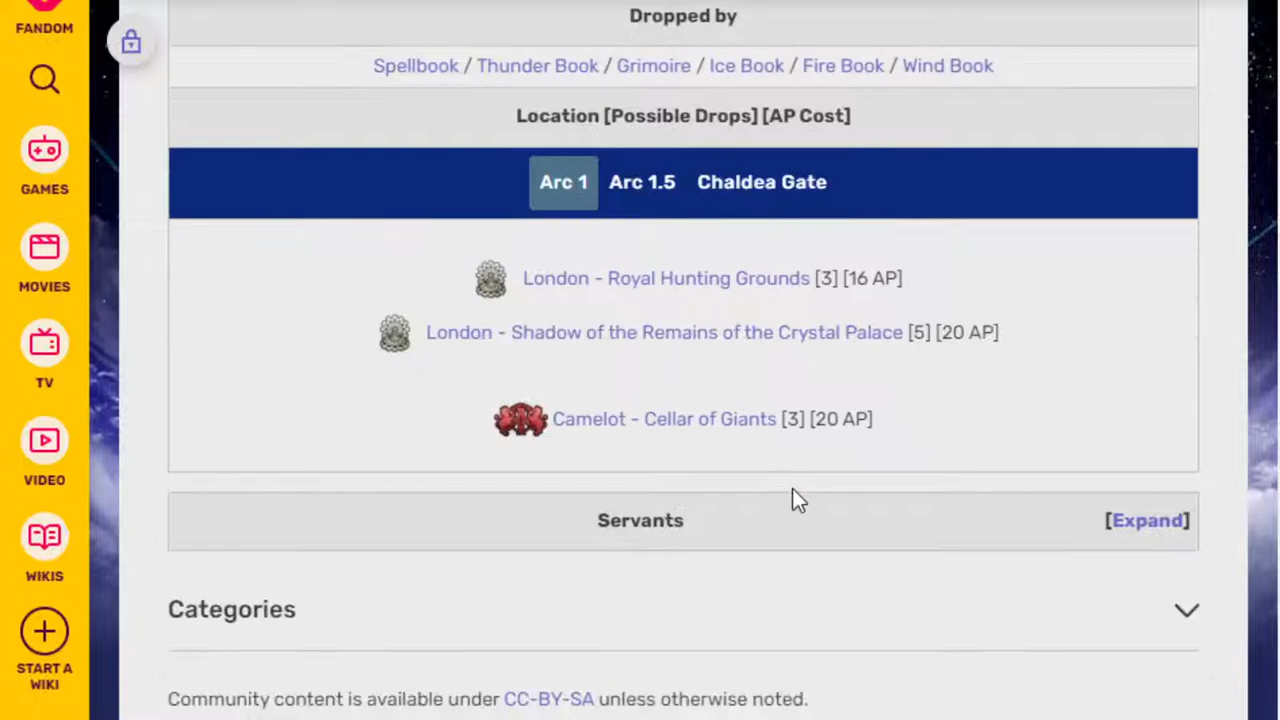 FANDOM
GAMES
MOVIES
TV
VIDEO
WIKIS
START A
WIKI
Dropped by
Spellbook / Thunder Book / Grimoire / Ice Book / Fire Book / Wind Book
Location [Possible Drops] [AP Cost]
Arc 1 Arc 1.5 Chaldea Gate
London - Royal Hunting Grounds [3] [16 AP]
London - Shadow of the Remains of the Crystal Palace [5] [20 AP]
Camelot - Cellar of Giants [3] [20 AP]
Servants [Expand]
Categories
Community content is available under CC-BY-SA unless otherwise noted.